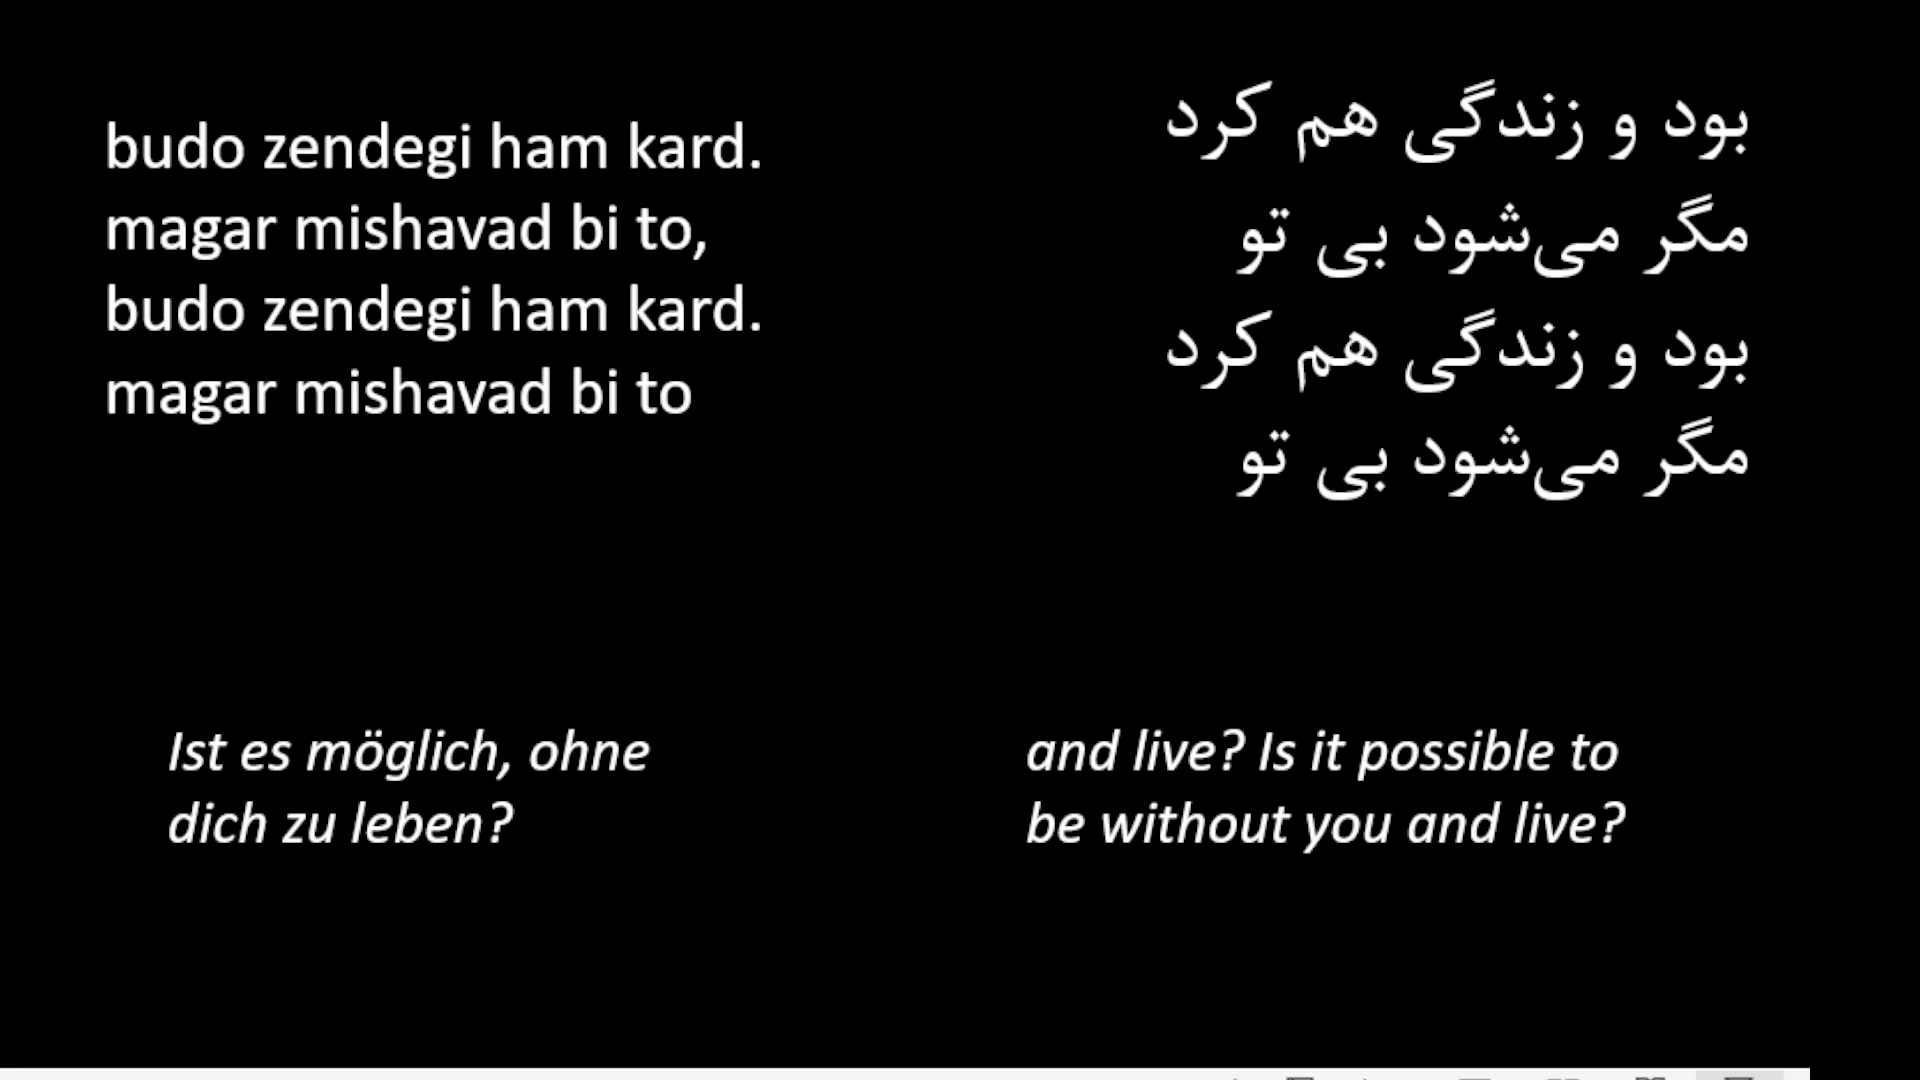 budo zendegi ham kard.
magar mishavad bi to,
budo zendegi ham kard.
magar mishavad bi to
بود و زندگی هم کرد
مگر می‌شود بی تو
بود و زندگی هم کرد
مگر می‌شود بی تو
Ist es möglich, ohne
dich zu leben?
and live? Is it possible to
be without you and live?